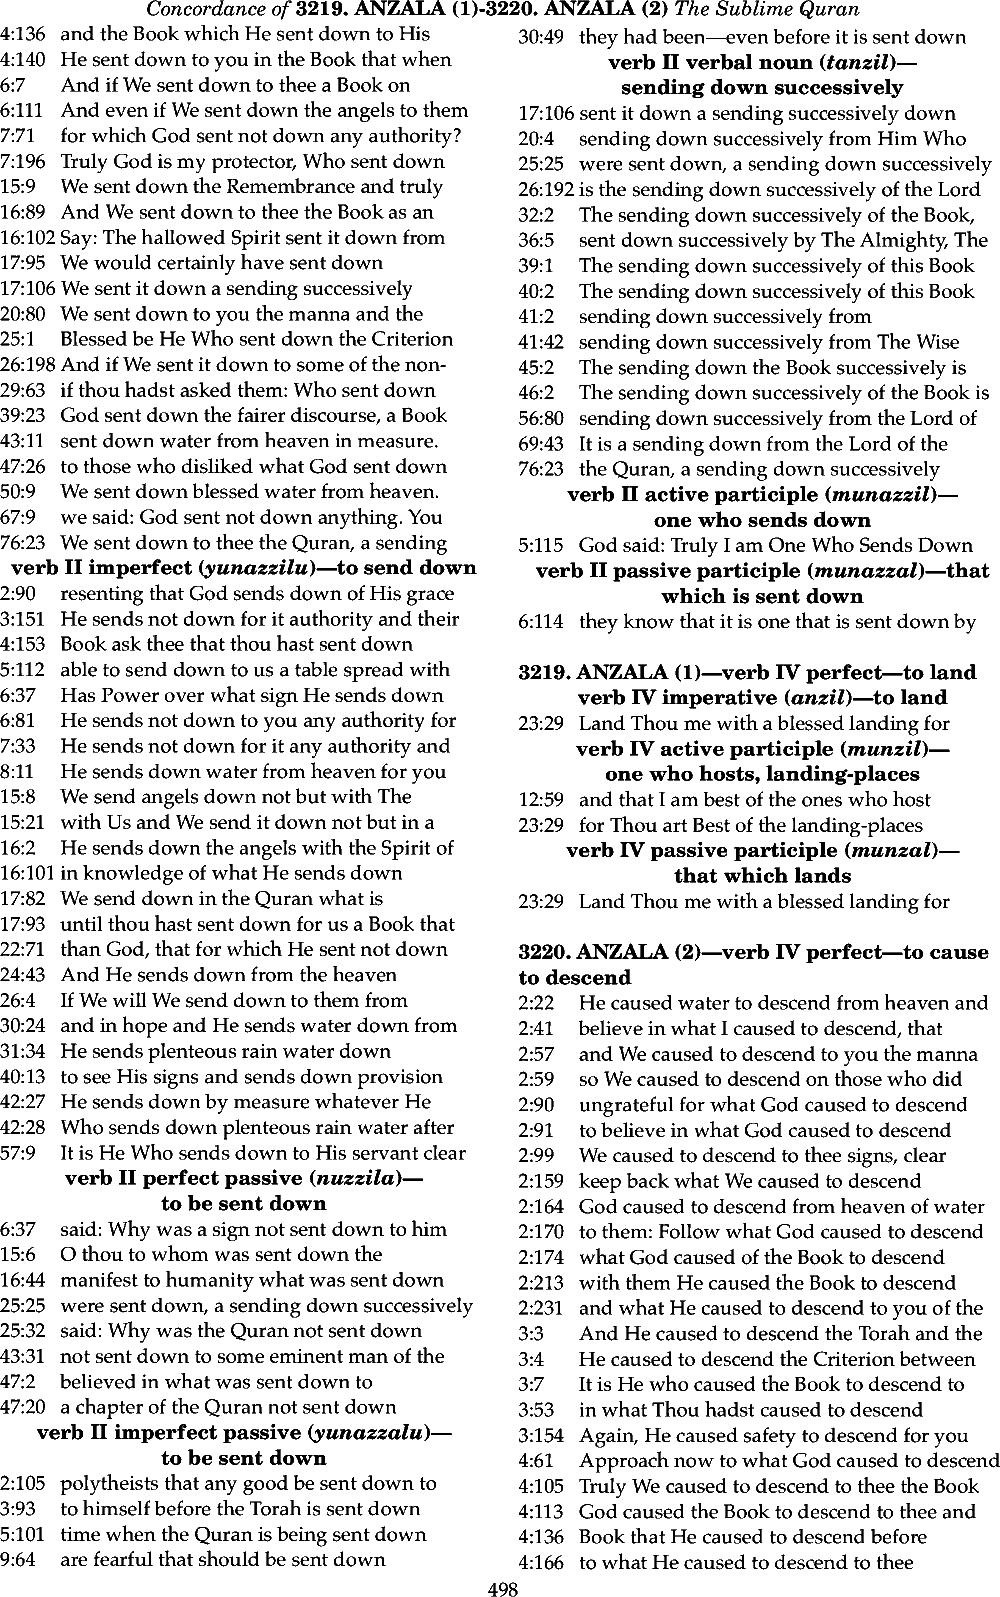 Concordance of 3219. ANZALA (1)-3220. ANZALA (2) The Sublime Quran
4:136 and the Book which He sent down to His
4:140 He sent down to you in the Book that when
6:7 And if We sent down to thee a Book on
6:111 And even if We sent down the angels to them
7:71 for which God sent not down any authority?
7:196 Truly God is my protector, Who sent down
15:9 We sent down the Remembrance and truly
16:89 And We sent down to thee the Book as an
16:102 Say: The hallowed Spirit sent it down from
17:95 We would certainly have sent down
17:106 We sent it down a sending successively
20:80 We sent down to you the manna and the
25:1 Blessed be He Who sent down the Criterion
26:198 And if We sent it down to some of the non-
29:63 if thou hadst asked them: Who sent down
39:23 God sent down the fairer discourse, a Book
43:11 sent down water from heaven in measure.
47:26 to those who disliked what God sent down
50:9 We sent down blessed water from heaven.
67:9 we said: God sent not down anything. You
76:23 We sent down to thee the Quran, a sending
verb II imperfect (yunazzilu)—to send down
2:90 resenting that God sends down of His grace
3:151 He sends not down for it authority and their
4:153 Book ask thee that thou hast sent down
5:112 able to send down to us a table spread with
6:37 Has Power over what sign He sends down
6:81 He sends not down to you any authority for
7:33 He sends not down for it any authority and
8:11 He sends down water from heaven for you
15:8 We send angels down not but with The
15:21 with Us and We send it down not but in a
16:2 He sends down the angels with the Spirit of
16:101 in knowledge of what He sends down
17:82 We send down in the Quran what is
17:93 until thou hast sent down for us a Book that
22:71 than God, that for which He sent not down
24:43 And He sends down from the heaven
26:4 If We will We send down to them from
30:24 and in hope and He sends water down from
31:34 He sends plenteous rain water down
40:13 to see His signs and sends down provision
42:27 He sends down by measure whatever He
42:28 Who sends down plenteous rain water after
57:9 It is He Who sends down to His servant clear
verb II perfect passive (nuzzila)—
to be sent down
6:37 said: Why was a sign not sent down to him
15:6 O thou to whom was sent down the
16:44 manifest to humanity what was sent down
25:25 were sent down, a sending down successively
25:32 said: Why was the Quran not sent down
43:31 not sent down to some eminent man of the
47:2 believed in what was sent down to
47:20 a chapter of the Quran not sent down
verb II imperfect passive (yunazzalu)—
to be sent down
2:105 polytheists that any good be sent down to
3:93 to himself before the Torah is sent down
5:101 time when the Quran is being sent down
9:64 are fearful that should be sent down
30:49 they had been—even before it is sent down
verb II verbal noun (tanzil)—
sending down successively
17:106 sent it down a sending successively down
20:4 sending down successively from Him Who
25:25 were sent down, a sending down successively
26:192 is the sending down successively of the Lord
32:2 The sending down successively of the Book,
36:5 sent down successively by The Almighty, The
39:1 The sending down successively of this Book
40:2 The sending down successively of this Book
41:2 sending down successively from
41:42 sending down successively from The Wise
45:2 The sending down the Book successively is
46:2 The sending down successively of the Book is
56:80 sending down successively from the Lord of
69:43 It is a sending down from the Lord of the
76:23 the Quran, a sending down successively
verb II active participle (munazzil)—
one who sends down
5:115 God said: Truly I am One Who Sends Down
verb II passive participle (munazzal)—that
which is sent down
6:114 they know that it is one that is sent down by
3219. ANZALA (1)—verb IV perfect—to land
verb IV imperative (anzil)—to land
23:29 Land Thou me with a blessed landing for
verb IV active participle (munzil)—
one who hosts, landing-places
12:59 and that I am best of the ones who host
23:29 for Thou art Best of the landing-places
verb IV passive participle (munzal)—
that which lands
23:29 Land Thou me with a blessed landing for
3220. ANZALA (2)—verb IV perfect—to cause
to descend
2:22 He caused water to descend from heaven and
2:41 believe in what I caused to descend, that
2:57 and We caused to descend to you the manna
2:59 so We caused to descend on those who did
2:90 ungrateful for what God caused to descend
2:91 to believe in what God caused to descend
2:99 We caused to descend to thee signs, clear
2:159 keep back what We caused to descend
2:164 God caused to descend from heaven of water
2:170 to them: Follow what God caused to descend
2:174 what God caused of the Book to descend
2:213 with them He caused the Book to descend
2:231 and what He caused to descend to you of the
3:3 And He caused to descend the Torah and the
3:4 He caused to descend the Criterion between
3:7 It is He who caused the Book to descend to
3:53 in what Thou hadst caused to descend
3:154 Again, He caused safety to descend for you
4:61 Approach now to what God caused to descend
4:105 Truly We caused to descend to thee the Book
4:113 God caused the Book to descend to thee and
4:136 Book that He caused to descend before
4:166 to what He caused to descend to thee
498